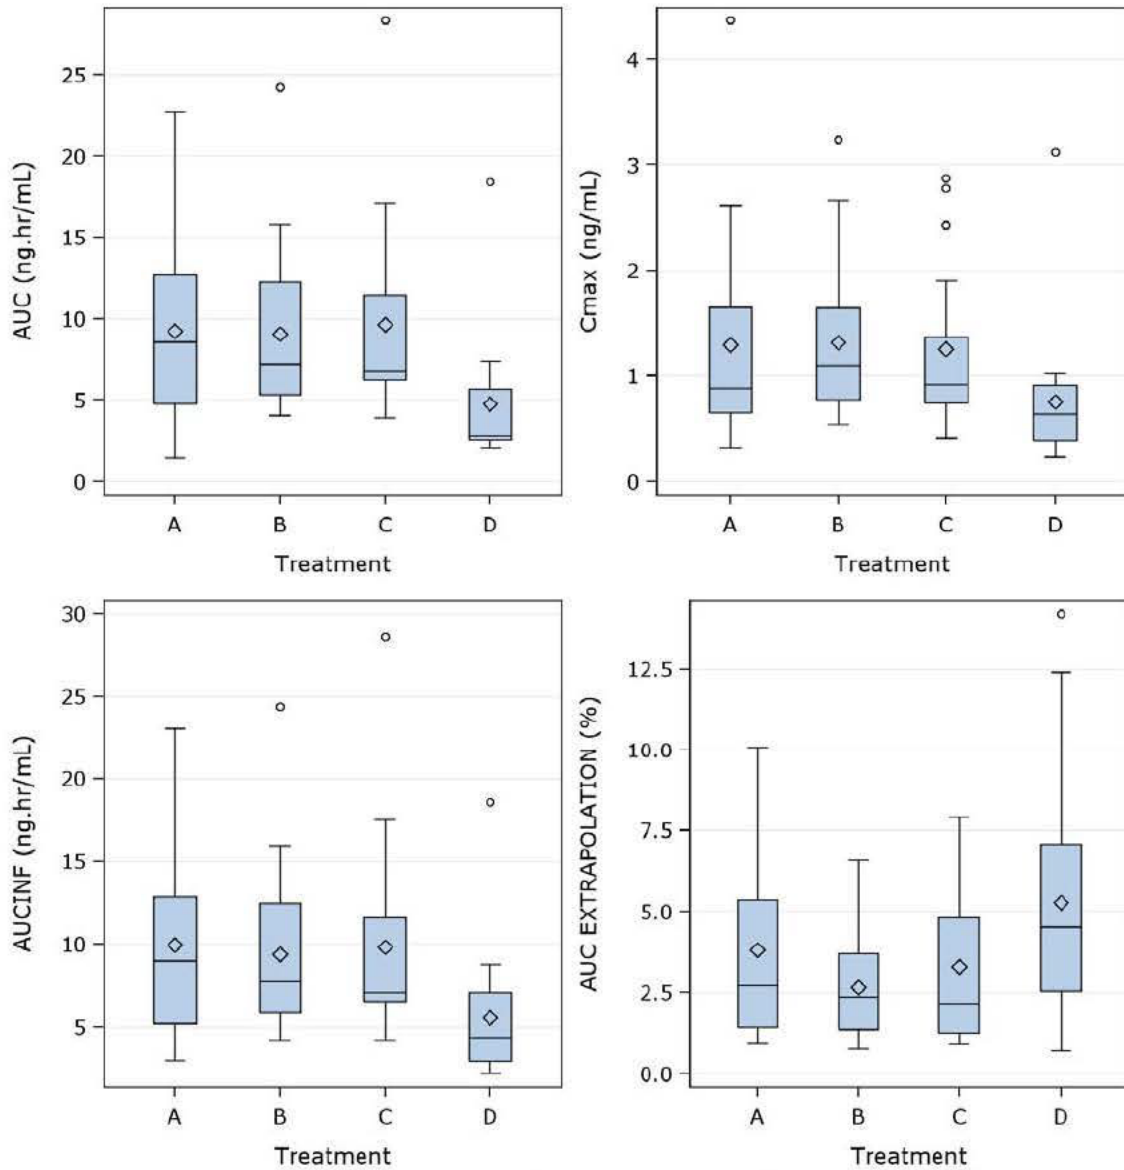 AUC (ng.hr/mL)
25
20
15
10
5
0
A B C D
Treatment
Cmax (ng/mL)
4
3
2
1
0
A B C D
Treatment
AUCINF (ng.hr/mL)
30
25
20
15
10
5
A B C D
Treatment
AUC EXTRAPOLATION (%)
12.5
10.0
7.5
5.0
2.5
0.0
A B C D
Treatment